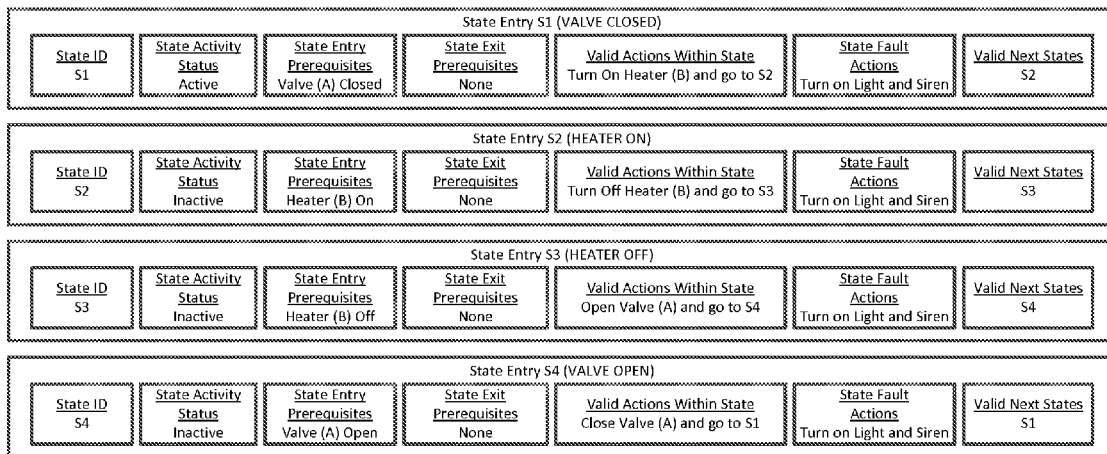 State Entry S1 (VALVE CLOSED)
State ID
S1
State Activity
Status
Active
State Entry
Prerequisites
Valve (A) Closed
State Exit
Prerequisites
None
Valid Actions Within State
Turn On Heater (B) and go to S2
State Fault
Actions
Turn on Light and Siren
Valid Next States
S2
State Entry S2 (HEATER ON)
State ID
S2
State Activity
Status
Inactive
State Entry
Prerequisites
Heater (B) On
State Exit
Prerequisites
None
Valid Actions Within State
Turn Off Heater (B) and go to S3
State Fault
Actions
Turn on Light and Siren
Valid Next States
S3
State Entry S3 (HEATER OFF)
State ID
S3
State Activity
Status
Inactive
State Entry
Prerequisites
Heater (B) Off
State Exit
Prerequisites
None
Valid Actions Within State
Open Valve (A) and go to S4
State Fault
Actions
Turn on Light and Siren
Valid Next States
S4
State Entry S4 (VALVE OPEN)
State ID
S4
State Activity
Status
Inactive
State Entry
Prerequisites
Valve (A) Open
State Exit
Prerequisites
None
Valid Actions Within State
Close Valve (A) and go to S1
State Fault
Actions
Turn on Light and Siren
Valid Next States
S1